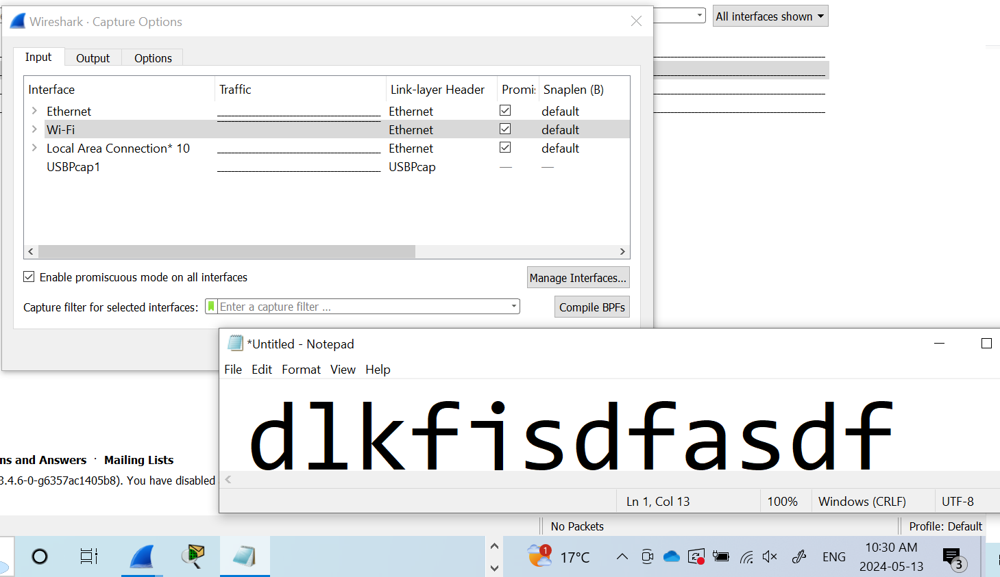 Wireshark · Capture Options
All interfaces shown
Input Output Options
Interface Traffic Link-layer Header Promis Snaplen (B)
Ethernet Ethernet default
Wi-Fi Ethernet default
Local Area Connection* 10 Ethernet default
USBPcap1 USBPcap — —
Enable promiscuous mode on all interfaces
Manage Interfaces...
Capture filter for selected interfaces: Enter a capture filter ...
Compile BPFs
*Untitled - Notepad
File Edit Format View Help
dlkfisdfasdf
Ln 1, Col 13 100% Windows (CRLF) UTF-8
ns and Answers · Mailing Lists
3.4.6-0-g6357ac1405b8). You have disabled
No Packets Profile: Default
1 17°C ENG
10:30 AM
2024-05-13
3